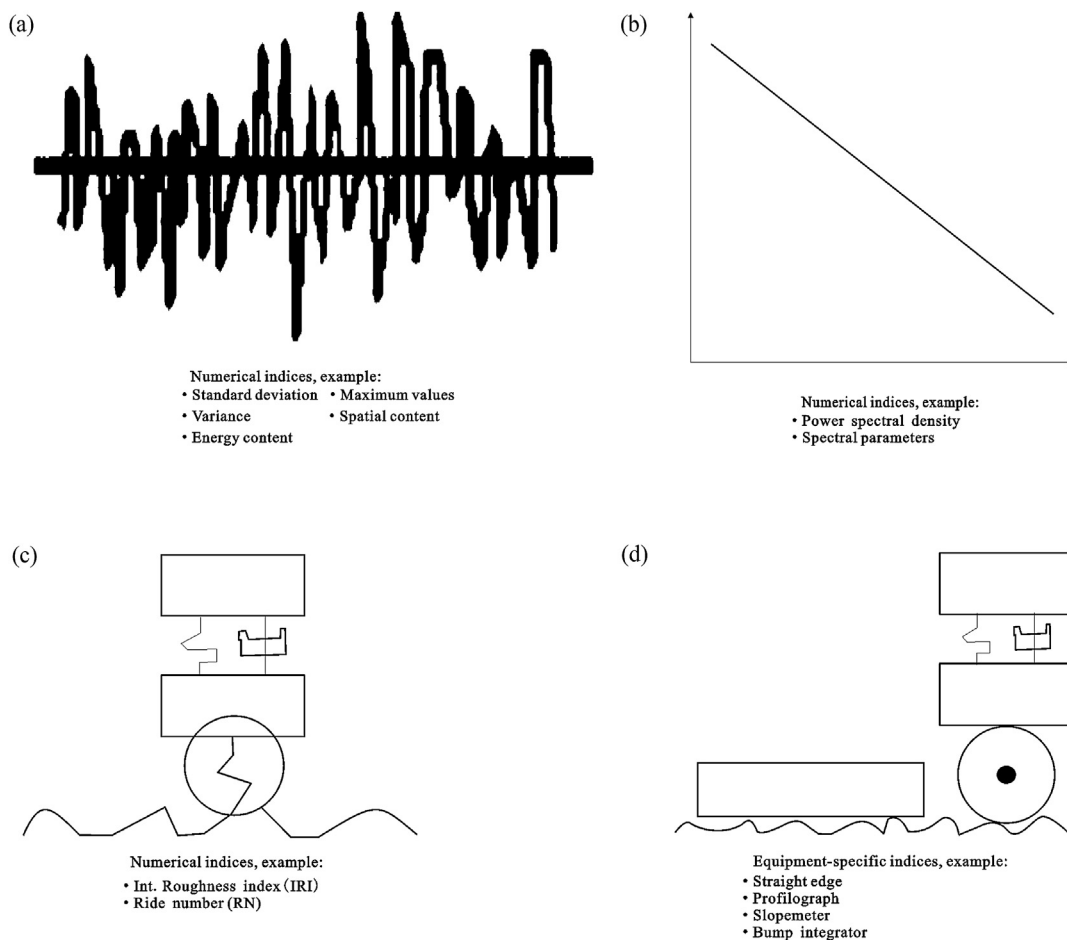 (a)
Numerical indices, example:
• Standard deviation • Maximum values
• Variance • Spatial content
• Energy content
(b)
Numerical indices, example:
• Power spectral density
• Spectral parameters
(c)
Numerical indices, example:
• Int. Roughness index (IRI)
• Ride number (RN)
(d)
Equipment-specific indices, example:
• Straight edge
• Profilograph
• Slopemeter
• Bump integrator